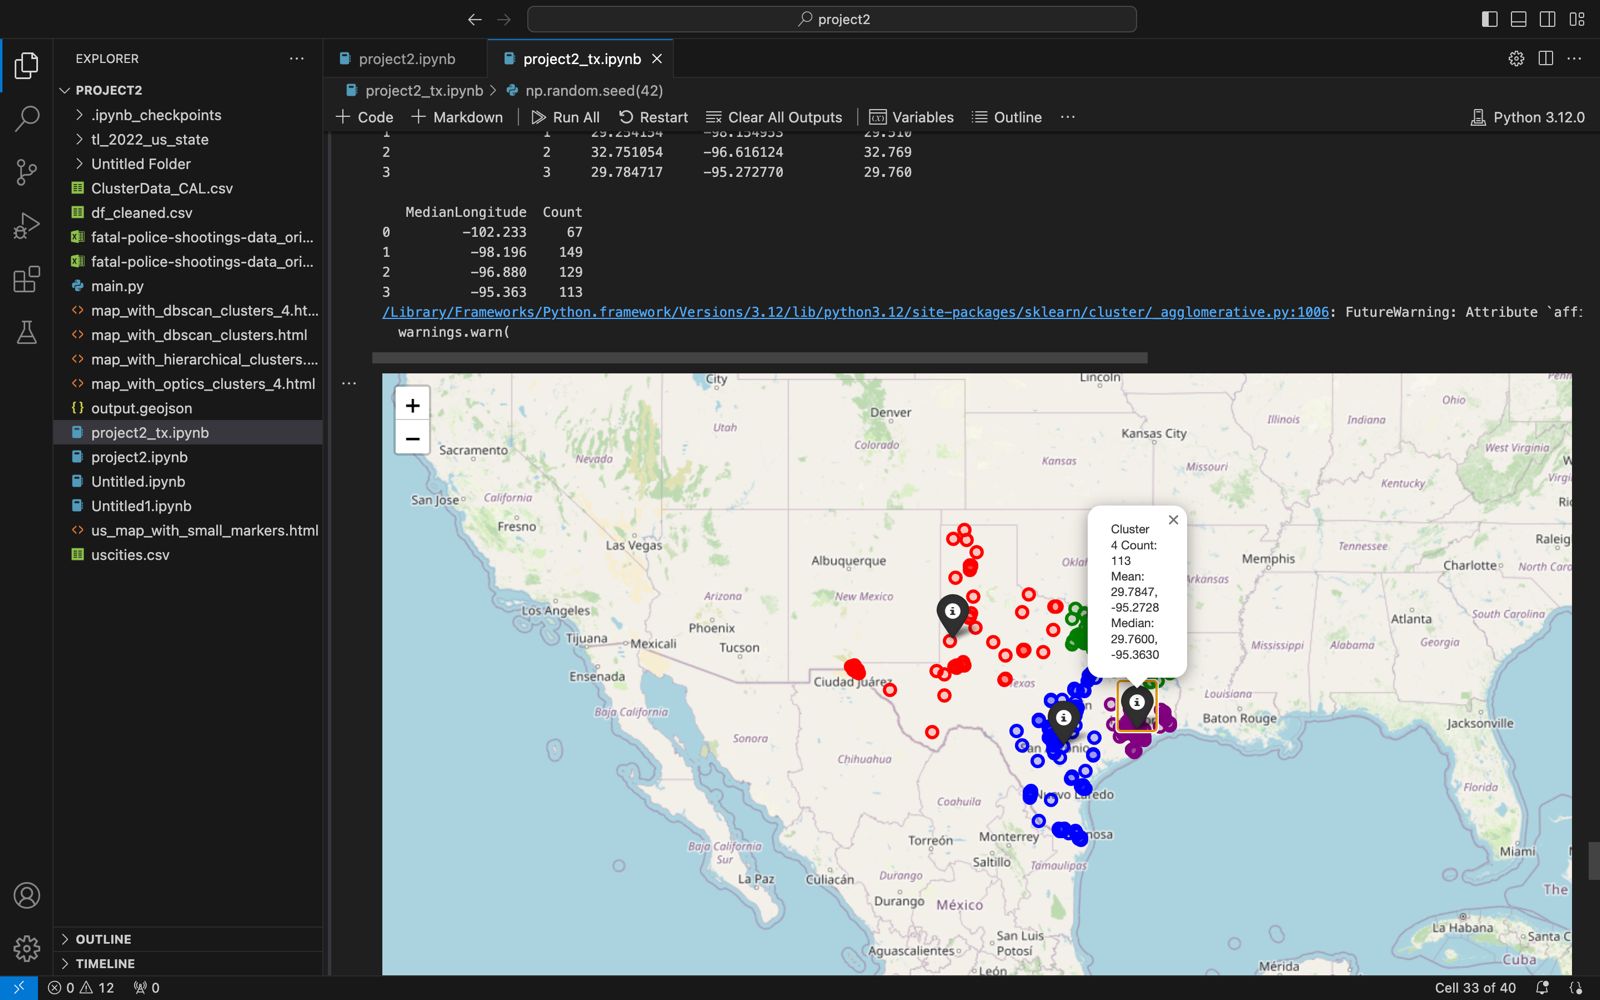 project2
EXPLORER
PROJECT2
.ipynb_checkpoints
tl_2022_us_state
Untitled Folder
ClusterData_CAL.csv
df_cleaned.csv
fatal-police-shootings-data_ori...
fatal-police-shootings-data_ori...
main.py
map_with_dbscan_clusters_4.ht...
map_with_dbscan_clusters.html
map_with_hierarchical_clusters....
map_with_optics_clusters_4.html
output.geojson
project2_tx.ipynb
project2.ipynb
Untitled.ipynb
Untitled1.ipynb
us_map_with_small_markers.html
uscities.csv
OUTLINE
TIMELINE
project2.ipynb
project2_tx.ipynb
project2_tx.ipynb > np.random.seed(42)
+ Code + Markdown Run All Restart Clear All Outputs Variables Outline ... Python 3.12.0
1 1 29.254154 -98.154953 29.510
2 2 32.751054 -96.616124 32.769
3 3 29.784717 -95.272770 29.760
MedianLongitude Count
0 -102.233 67
1 -98.196 149
2 -96.880 129
3 -95.363 113
/Library/Frameworks/Python.framework/Versions/3.12/lib/python3.12/site-packages/sklearn/cluster/_agglomerative.py:1006: FutureWarning: Attribute `affi
warnings.warn(
+
−
City
Lincoln
Denver
Utah
Colorado
Kansas City
Illinois
Indiana
Ohio
West Virginia
Sacramento
Nevada
Kansas
Missouri
Kentucky
San Jose
California
Fresno
Las Vegas
Albuquerque
Memphis
Tennessee
Raleig
Charlotte
North Car
Arkansas
Arizona
New Mexico
Los Angeles
Phoenix
Tijuana
Mexicali
Tucson
Atlanta
South Carolina
Mississippi
Alabama
Georgia
Ensenada
Ciudad Juárez
Texas
Louisiana
Baton Rouge
Jacksonville
Baja California
Sonora
Chihuahua
San Antonio
Nuevo Laredo
Coahuila
Florida
Monterrey
Torreón
Saltillo
Tamaulipas
Miami
Baja California
Sur
La Paz
Culiacán
Durango
Durango
México
The
San Luis
Potosí
Aguascalientes
León
La Habana
Santa C
Cuba
Mérida
Cluster
4 Count:
113
Mean:
29.7847,
-95.2728
Median:
29.7600,
-95.3630
0 12 0
Cell 33 of 40